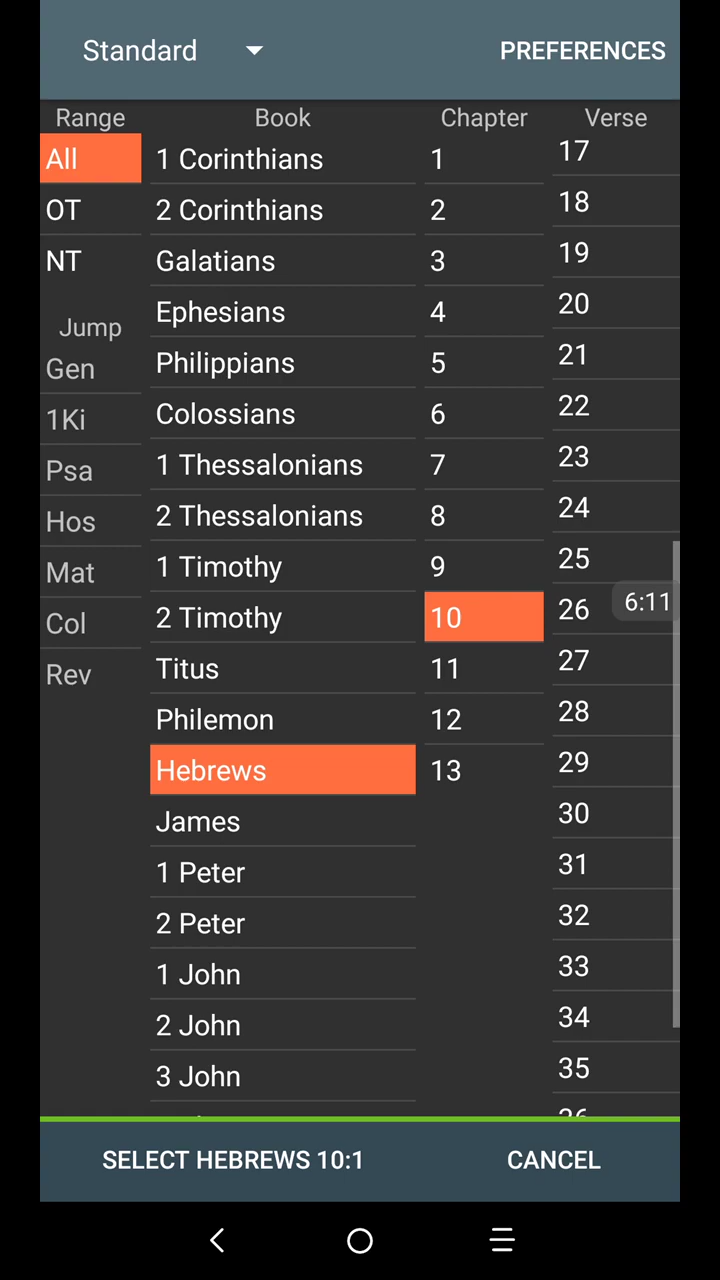 Standard
PREFERENCES
Range
Book
Chapter
Verse
All
OT
NT
Jump
Gen
1Ki
Psa
Hos
Mat
Col
Rev
1 Corinthians
2 Corinthians
Galatians
Ephesians
Philippians
Colossians
1 Thessalonians
2 Thessalonians
1 Timothy
2 Timothy
Titus
Philemon
Hebrews
James
1 Peter
2 Peter
1 John
2 John
3 John
1
2
3
4
5
6
7
8
9
10
11
12
13
17
18
19
20
21
22
23
24
25
26
27
28
29
30
31
32
33
34
35
6:11
SELECT HEBREWS 10:1
CANCEL